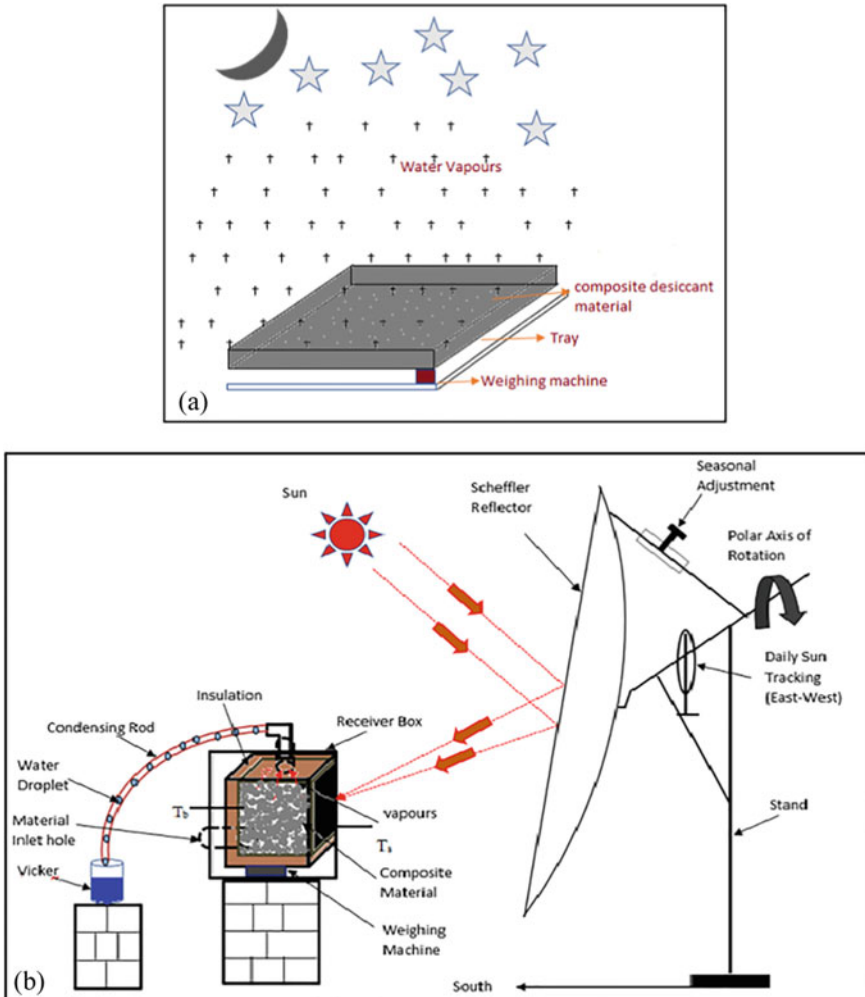 Water Vapours
composite desiccant
material
Tray
Weighing machine
(a)
Sun
Scheffler
Reflector
Seasonal
Adjustment
Polar Axis of
Rotation
Daily Sun
Tracking
(East-West)
Insulation
Receiver Box
Condensing Rod
Water
Droplet
Material
Inlet hole
Vicker
Tb
vapours
Ts
Composite
Material
Weighing
Machine
Stand
South
(b)